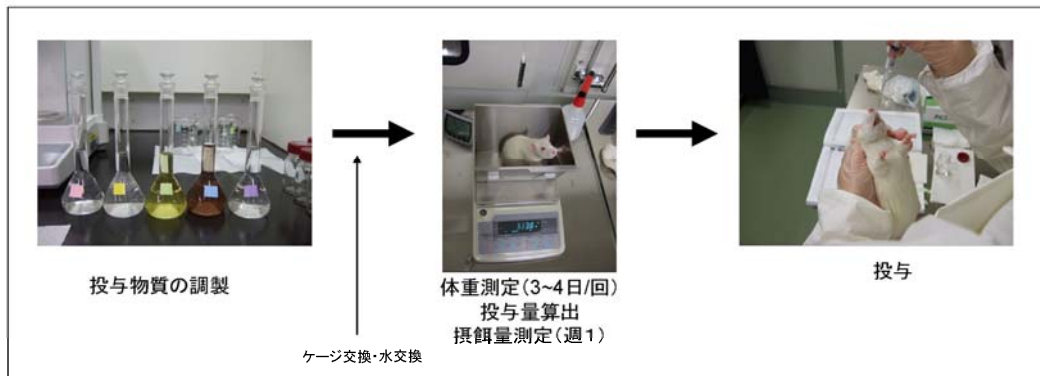 投与物質の調製
体重測定(3~4日/回)
投与量算出
摂餌量測定(週1)
投与
ケージ交換・水交換